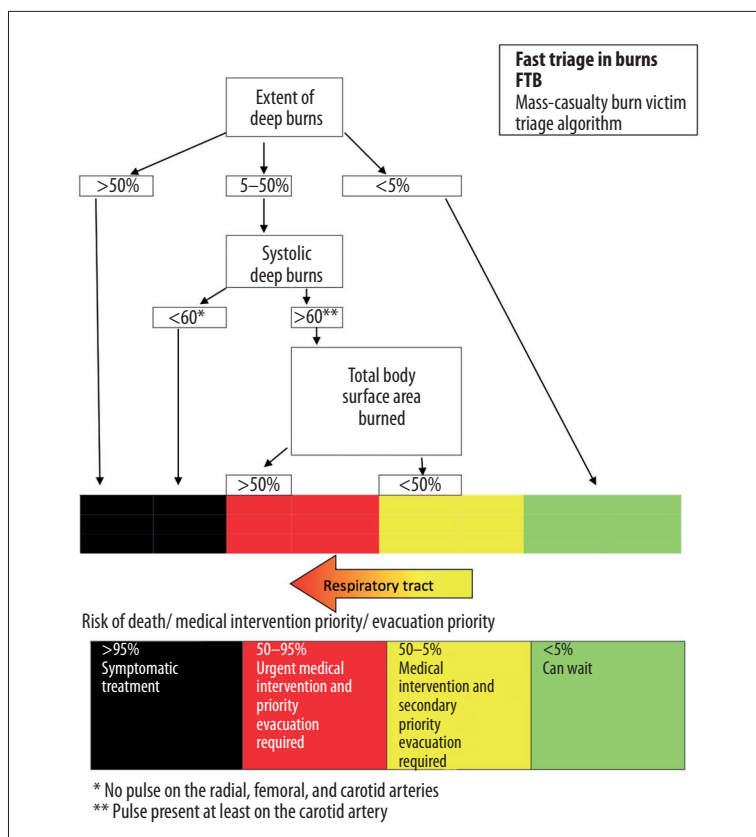 Fast triage in burns
FTB
Mass-casualty burn victim
triage algorithm
Extent of
deep burns
>50%
5–50%
<5%
Systolic
deep burns
<60*
>60**
Total body
surface area
burned
>50%
<50%
Respiratory tract
Risk of death/ medical intervention priority/ evacuation priority
>95%
Symptomatic
treatment
50–95%
Urgent medical
intervention and
priority
evacuation
required
50–5%
Medical
intervention and
secondary
priority
evacuation
required
<5%
Can wait
* No pulse on the radial, femoral, and carotid arteries
** Pulse present at least on the carotid artery